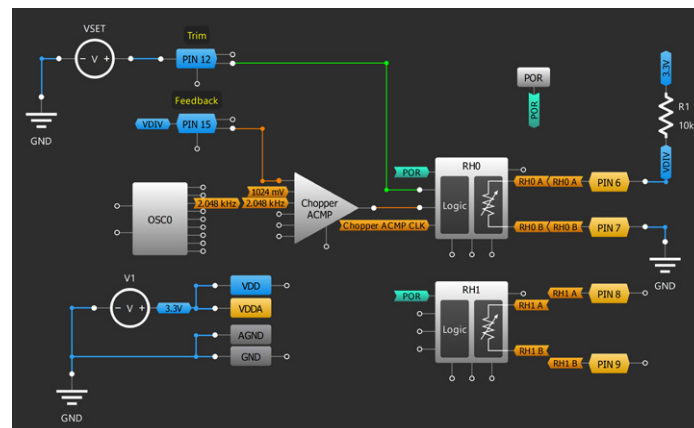 VSET
V
GND
Trim
PIN 12
Feedback
VDIV
PIN 15
OSC0
2.048 kHz
1024 mV
2.048 kHz
Chopper
ACMP
Chopper ACMP CLK
POR
POR
POR
RH0
Logic
RH0 A
RH0 A
PIN 6
RH0 B
RH0 B
PIN 7
3.3V
R1
10k
VDIV
GND
V1
V
3.3V
VDD
VDDA
AGND
GND
GND
POR
RH1
Logic
RH1 A
RH1 A
PIN 8
RH1 B
RH1 B
PIN 9